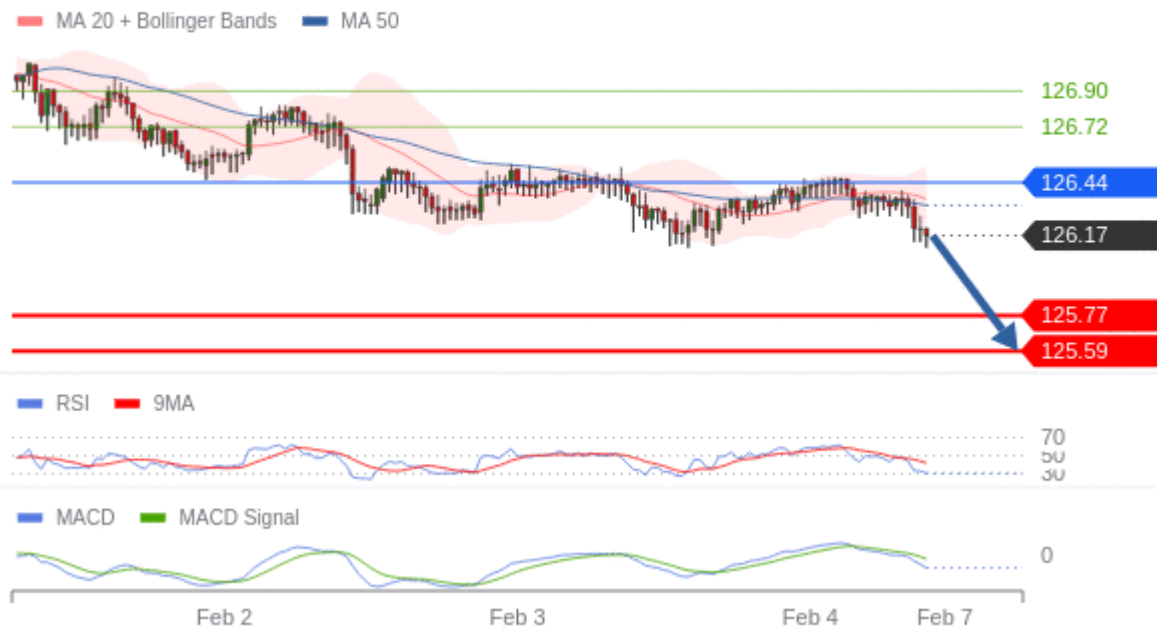 MA 20 + Bollinger Bands MA 50
126.90
126.72
126.44
126.17
125.77
125.59
RSI 9MA
70
50
30
MACD MACD Signal
0
Feb 2 Feb 3 Feb 4 Feb 7